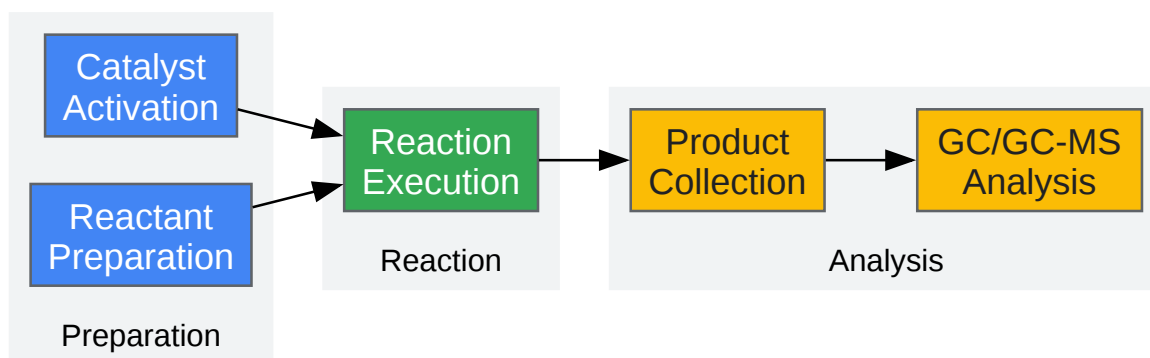 Catalyst
Activation
Reactant
Preparation
Preparation
Reaction
Execution
Reaction
Product
Collection
GC/GC-MS
Analysis
Analysis